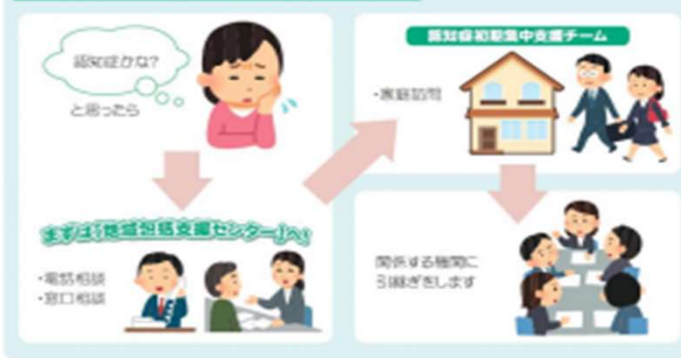 認知症かな?
と思ったら
まずは「地域包括支援センター」へ!
・電話相談
・窓口相談
認知症初期集中支援チーム
・家庭訪問
関係する機関に
引継ぎをします